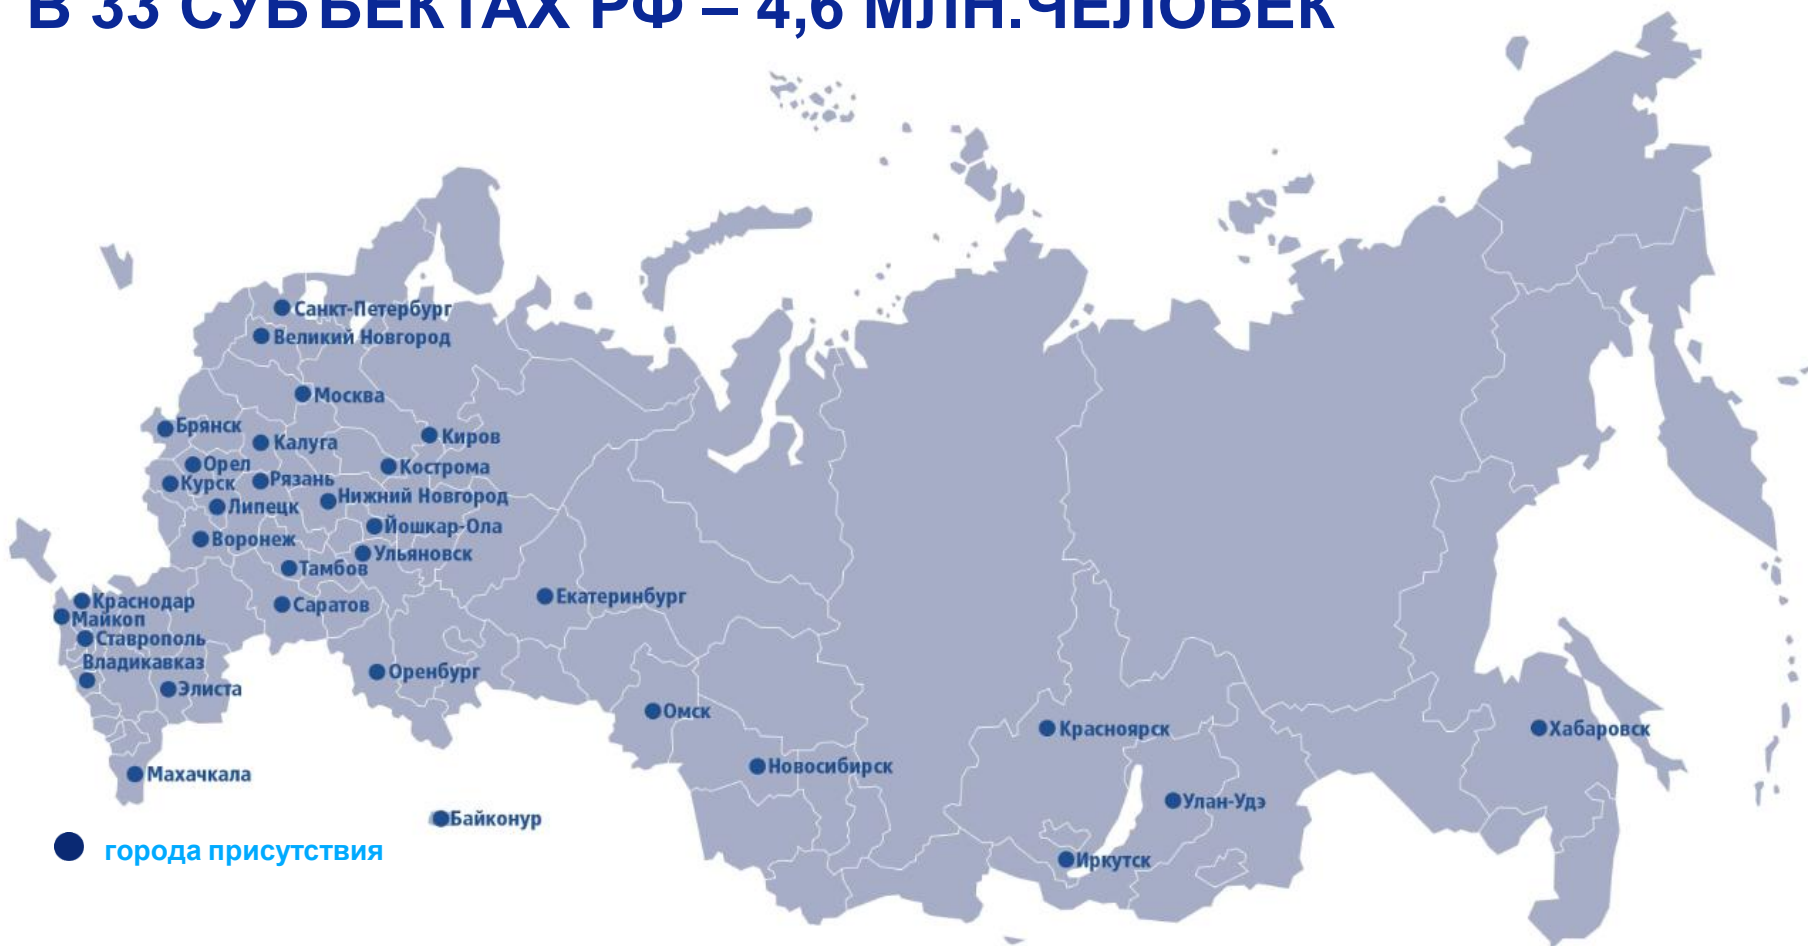 В 33 СУБЪЕКТАХ РФ – 4,6 МЛН.ЧЕЛОВЕК
Санкт-Петербург
Великий Новгород
Москва
Брянск
Калуга
Киров
Орел
Кострома
Курск
Рязань
Нижний Новгород
Липецк
Йошкар-Ола
Воронеж
Ульяновск
Тамбов
Екатеринбург
Краснодар
Саратов
Майкоп
Ставрополь
Владикавказ
Оренбург
Элиста
Омск
Красноярск
Хабаровск
Новосибирск
Махачкала
Улан-Удэ
Байконур
города присутствия
Иркутск